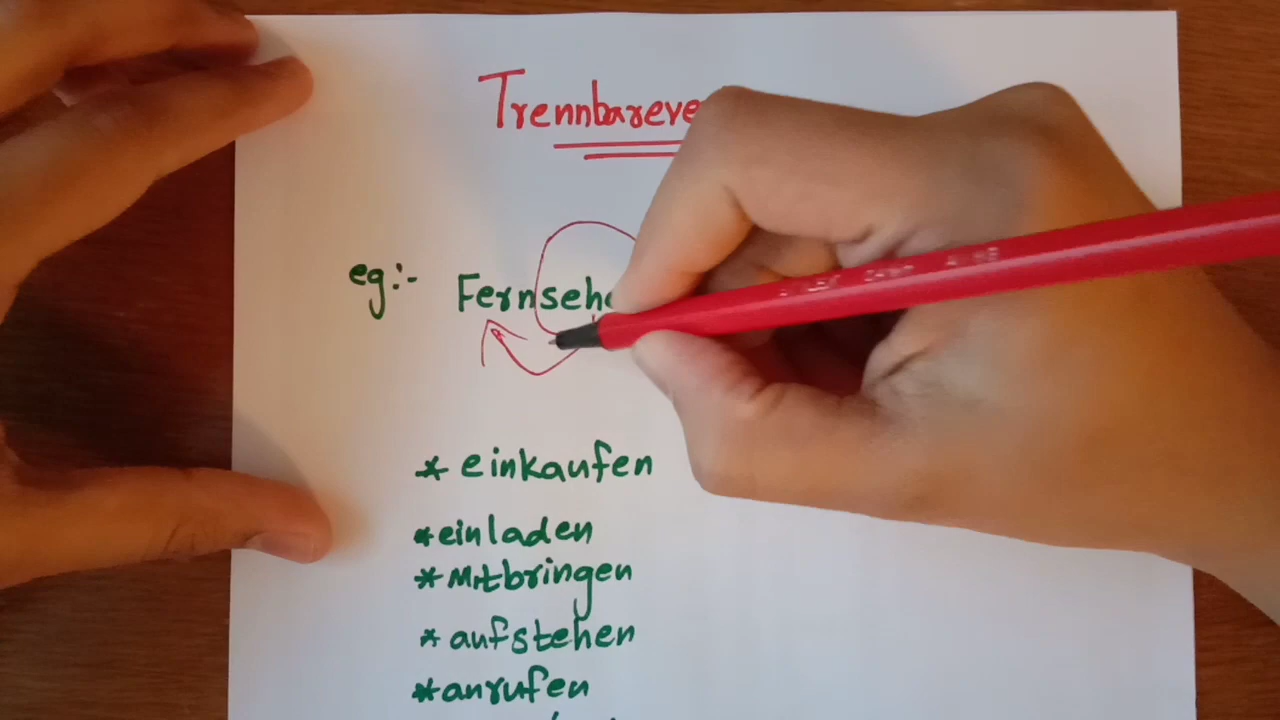 Trennbareve
eg:- Fernsehe
* einkaufen
* einladen
* Mitbringen
* aufstehen
* anrufen